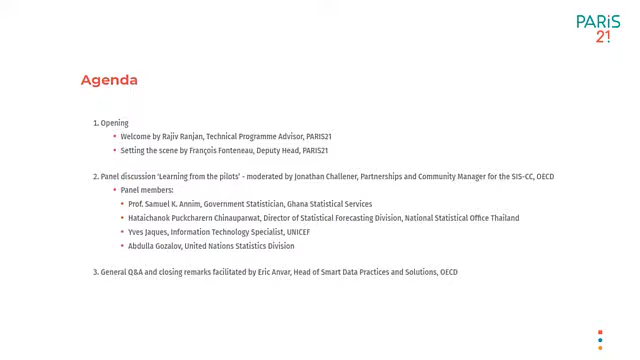 PARIS
21
Agenda
1. Opening
• Welcome by Rajiv Ranjan, Technical Programme Advisor, PARIS21
• Setting the scene by François Fonteneau, Deputy Head, PARIS21
2. Panel discussion 'Learning from the pilots' - moderated by Jonathan Challener, Partnerships and Community Manager for the SIS-CC, OECD
• Panel members:
• Prof. Samuel K. Annim, Government Statistician, Ghana Statistical Services
• Hataichanok Puckcharern Chinauparwat, Director of Statistical Forecasting Division, National Statistical Office Thailand
• Yves Jaques, Information Technology Specialist, UNICEF
• Abdulla Gozalov, United Nations Statistics Division
3. General Q&A and closing remarks facilitated by Eric Anvar, Head of Smart Data Practices and Solutions, OECD